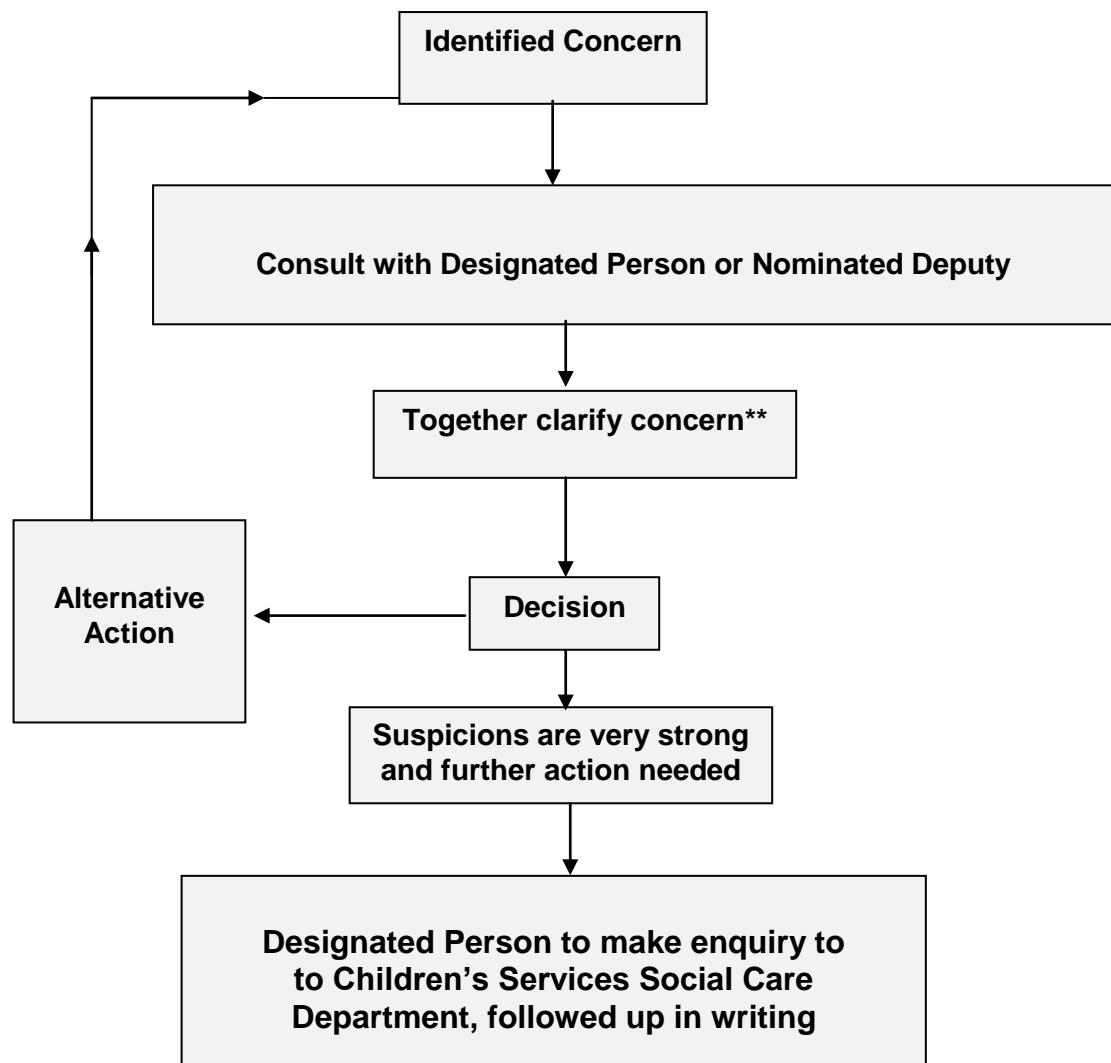 Identified Concern
Consult with Designated Person or Nominated Deputy
Together clarify concern**
Alternative
Action
Decision
Suspicions are very strong
and further action needed
Designated Person to make enquiry to
to Children’s Services Social Care
Department, followed up in writing